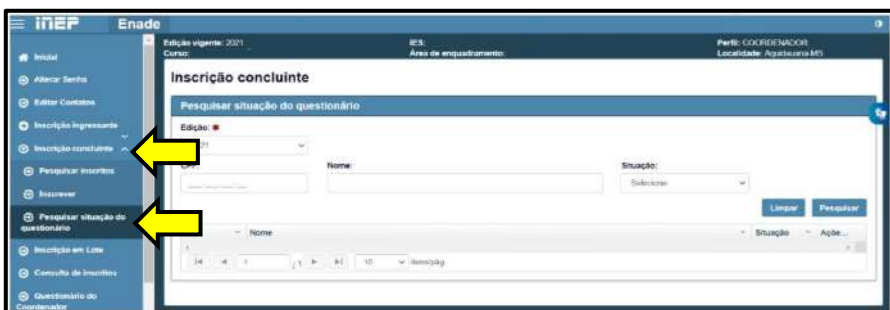 inep Enade
Edição vigente: 2021 IES: Perfil: COORDENADOR
Curso: Área de enquadramento: Localidade:
Inicial
Alterar Senha
Editar Contatos
Inscrição ingressante
Inscrição concluinte
Pesquisar inscritos
Inscrever
Pesquisar situação do
questionário
Inscrição em Lote
Consulta de inscritos
Questionário do
Coordenador
Inscrição concluinte
Pesquisar situação do questionário
Edição:
CPF: Nome: Situação:
Selecione
Limpar Pesquisar
Nome Situação Açõe...
1 / 1 10 itens/pág